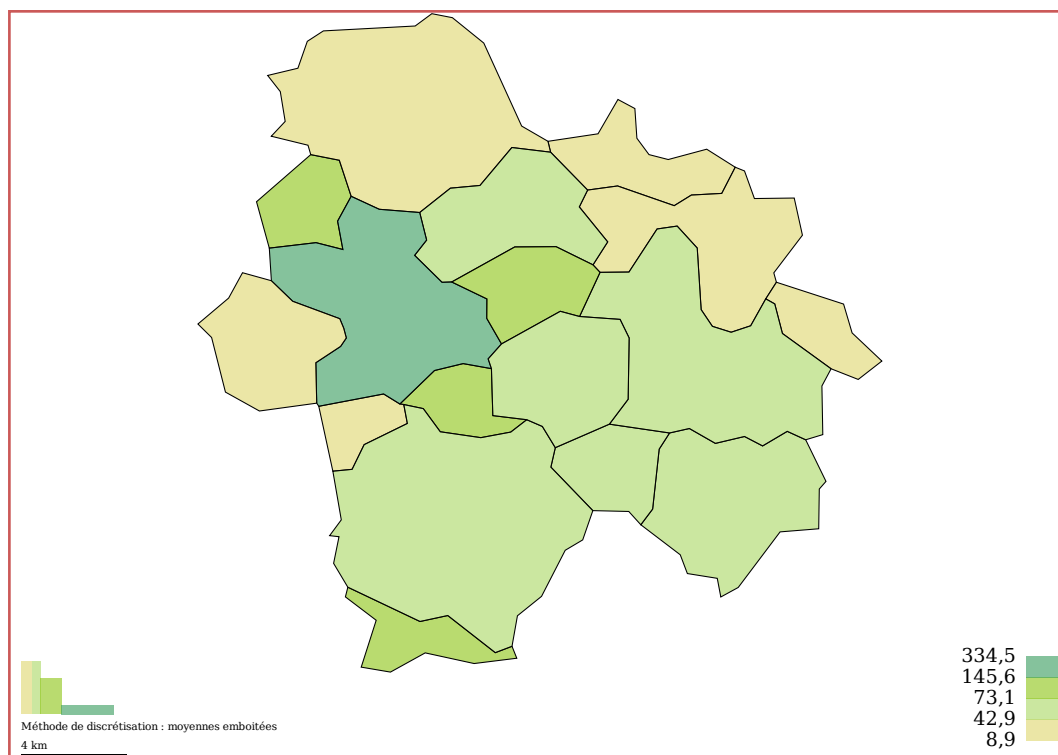 334,5
145,6
73,1
42,9
8,9
Méthode de discrétisation : moyennes emboitées
4 km